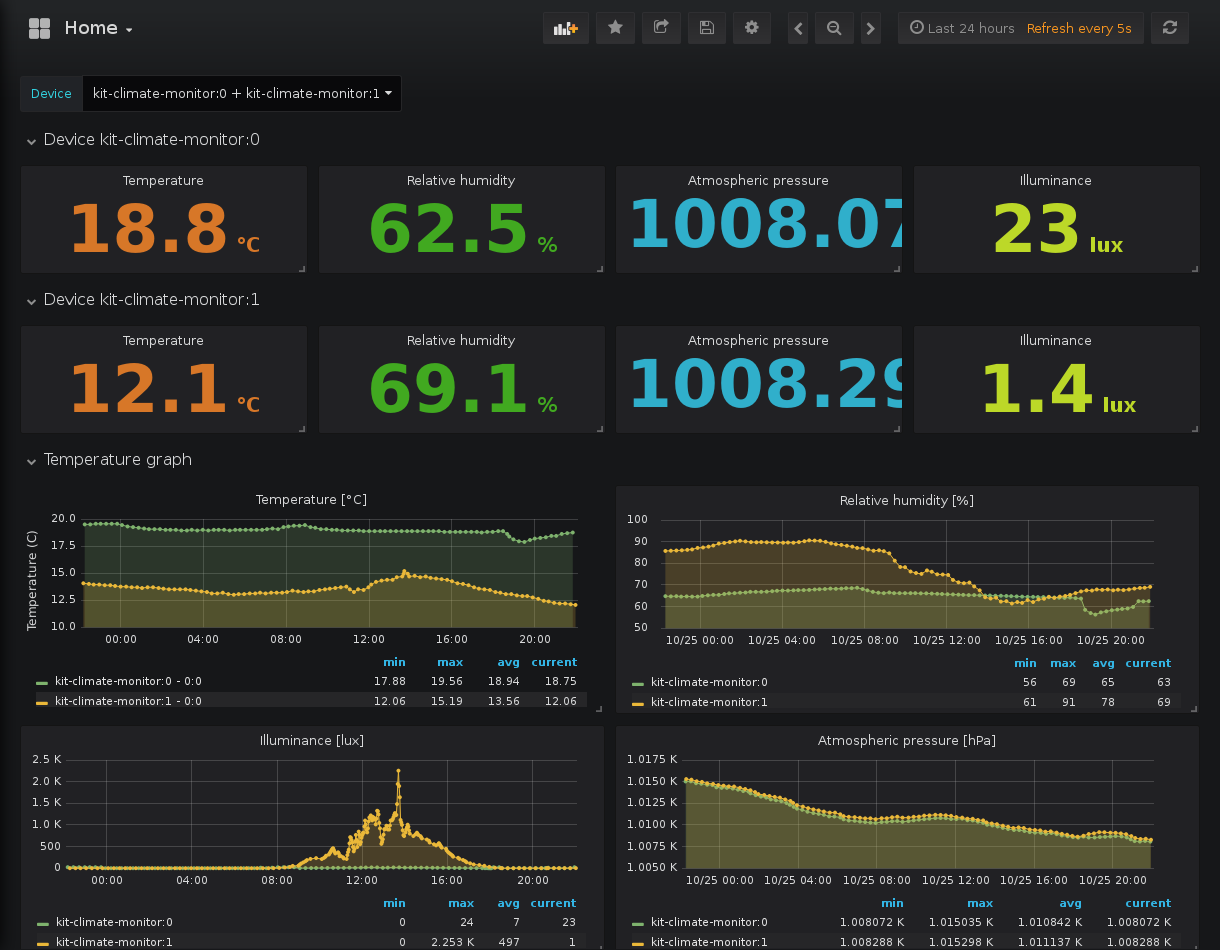 Home
Last 24 hours Refresh every 5s
Device kit-climate-monitor:0 + kit-climate-monitor:1
Device kit-climate-monitor:0
Temperature Relative humidity Atmospheric pressure Illuminance
18.8 °C 62.5 % 1008.07 23 lux
Device kit-climate-monitor:1
Temperature Relative humidity Atmospheric pressure Illuminance
12.1 °C 69.1 % 1008.29 1.4 lux
Temperature graph
Temperature [°C]
Temperature (C)
20.0
17.5
15.0
12.5
10.0
00:00 04:00 08:00 12:00 16:00 20:00
min max avg current
kit-climate-monitor:0 - 0:0 17.88 19.56 18.94 18.75
kit-climate-monitor:1 - 0:0 12.06 15.19 13.56 12.06
Relative humidity [%]
100
90
80
70
60
50
10/25 00:00 10/25 04:00 10/25 08:00 10/25 12:00 10/25 16:00 10/25 20:00
min max avg current
kit-climate-monitor:0 56 69 65 63
kit-climate-monitor:1 61 91 78 69
Illuminance [lux]
2.5 K
2.0 K
1.5 K
1.0 K
500
0
00:00 04:00 08:00 12:00 16:00 20:00
min max avg current
kit-climate-monitor:0 0 24 7 23
kit-climate-monitor:1 0 2.253 K 497 1
Atmospheric pressure [hPa]
1.0175 K
1.0150 K
1.0125 K
1.0100 K
1.0075 K
1.0050 K
10/25 00:00 10/25 04:00 10/25 08:00 10/25 12:00 10/25 16:00 10/25 20:00
min max avg current
kit-climate-monitor:0 1.008072 K 1.015035 K 1.010842 K 1.008072 K
kit-climate-monitor:1 1.008288 K 1.015298 K 1.011137 K 1.008288 K